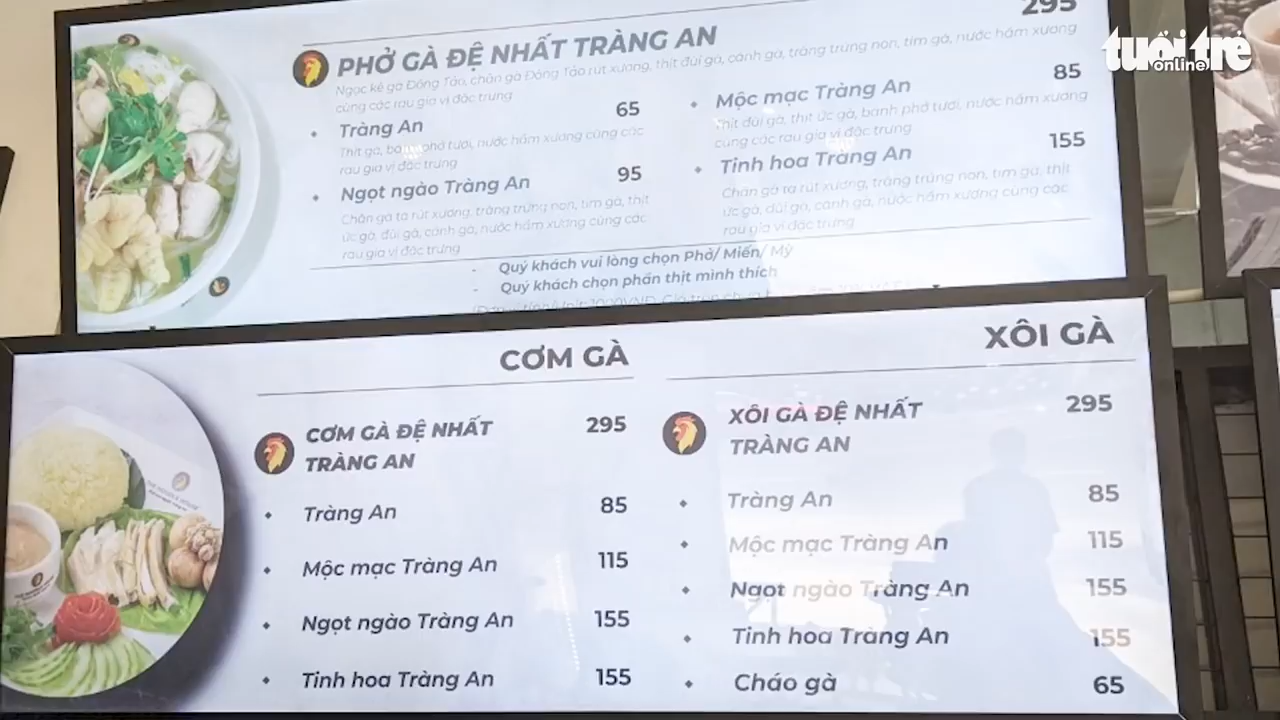 295
PHỞ GÀ ĐỆ NHẤT TRÀNG AN
Ngọc kê gà Đông Tảo, chân gà Đông Tảo rút xương, thịt đùi gà, cánh gà, tràng trứng non, tim gà, nước hầm xương
cùng các rau gia vị đặc trưng
Tràng An 65
Thịt gà, bánh phở tươi, nước hầm xương cùng các
rau gia vị đặc trưng
Ngọt ngào Tràng An 95
Chân gà ta rút xương, tràng trứng non, tim gà, thịt
ức gà, đùi gà, cánh gà, nước hầm xương cùng các
rau gia vị đặc trưng
Mộc mạc Tràng An 85
Thịt đùi gà, thịt ức gà, bánh phở tươi, nước hầm xương
cùng các rau gia vị đặc trưng
Tinh hoa Tràng An 155
Chân gà ta rút xương, tràng trứng non, tim gà, thịt
ức gà, đùi gà, cánh gà, nước hầm xương cùng các
rau gia vị đặc trưng
- Quý khách vui lòng chọn Phở/ Miến/ Mỳ
- Quý khách chọn phần thịt mình thích
tuổi trẻ
online
CƠM GÀ
CƠM GÀ ĐỆ NHẤT 295
TRÀNG AN
Tràng An 85
Mộc mạc Tràng An 115
Ngọt ngào Tràng An 155
Tinh hoa Tràng An 155
XÔI GÀ
XÔI GÀ ĐỆ NHẤT 295
TRÀNG AN
Tràng An 85
Mộc mạc Tràng An 115
Ngọt ngào Tràng An 155
Tinh hoa Tràng An 155
Cháo gà 65